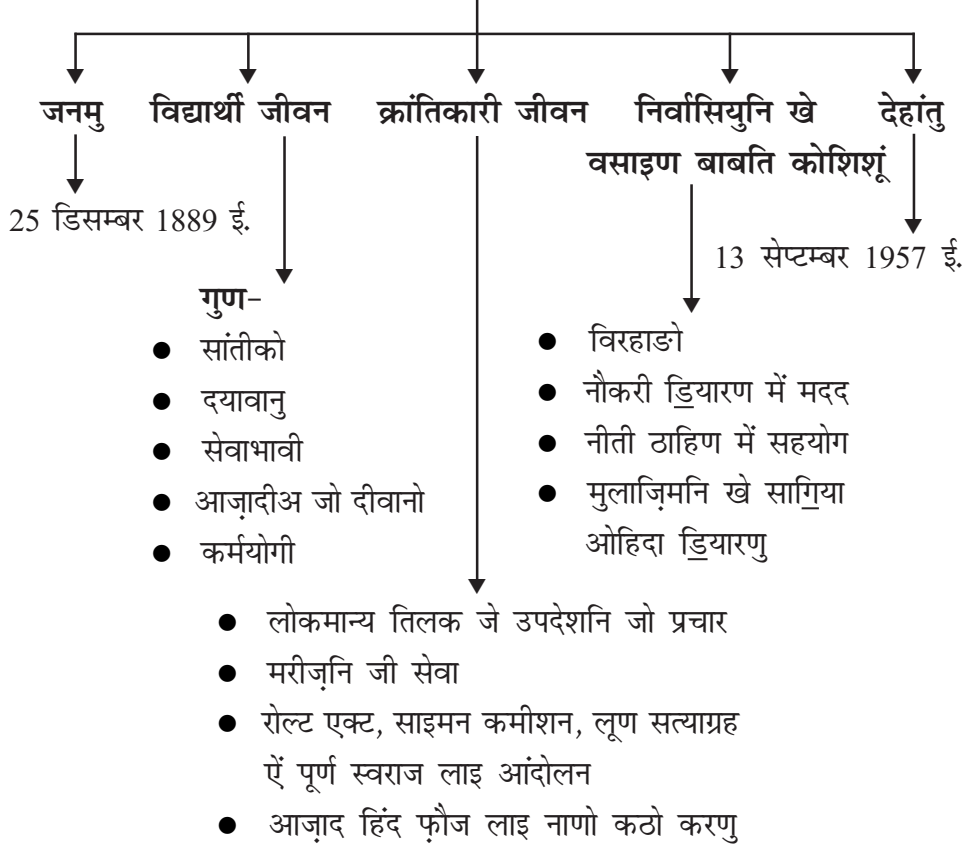 जनमु
विद्यार्थी जीवन
क्रांतिकारी जीवन
निर्वासियुनि खे
वसाइण बाबति कोशिशूं
देहांतु
25 डिसम्बर 1889 ई.
13 सेप्टम्बर 1957 ई.
गुण-
● सांतीको
● दयावानु
● सेवाभावी
● आज़ादीअ जो दीवानो
● कर्मयोगी
● विरहाङो
● नौकरी ड॒ियारण में मदद
● नीती ठाहिण में सहयोग
● मुलाज़िमनि खे साग॒िया
ओहिदा ड॒ियारणु
● लोकमान्य तिलक जे उपदेशनि जो प्रचार
● मरीज़नि जी सेवा
● रोल्ट एक्ट, साइमन कमीशन, लूण सत्याग्रह
ऐं पूर्ण स्वराज लाइ आंदोलन
● आज़ाद हिंद फ़ौज लाइ नाणो कठो करणु